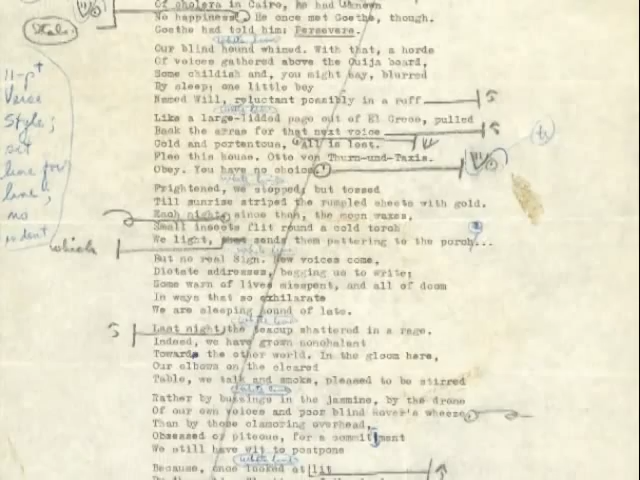 Of cholera in Cairo, he had known
No happiness. He once met Goethe, though.
Goethe had told him: Persevere.
Our blind hound whined. With that, a horde
Of voices gathered above the Ouija board,
Some childish and, you might say, blurred
By sleep; one little boy
Named Will, reluctant possibly in a ruff
Like a large-lidded page out of El Greco, pulled
Back the arras for that next voice
Cold and portentous, "All is lost.
Flee this house. Otto von Thurn-und-Taxis.
Obey. You have no choice.
Frightened, we stopped; but tossed
Till sunrise striped the rumpled sheets with gold.
Each night, since then, the moon waxes,
Small insects flit round a cold torch
which We light, sends them pattering to the porch...
But no real Sign. New voices come,
Dictate addresses, begging us to write;
Some warn of lives misspent, and all of doom
In ways that so exhilarate
We are sleeping sound of late.
Last night, the teacup shattered in a rage.
Indeed, we have grown nonchalant
Towards the other world. In the gloom here,
Our elbows on the cleared
Table, we talk and smoke, pleased to be stirred
Rather by buzzings in the jasmine, by the drone
Of our own voices and poor blind Rover's wheeze,
Than by those clamoring overhead,
Obsessed or piteous, for a commitment
We still have wit to postpone
Because, once looked at lit
11-pt
Verse
Style;
set
line for
line;
no
indent